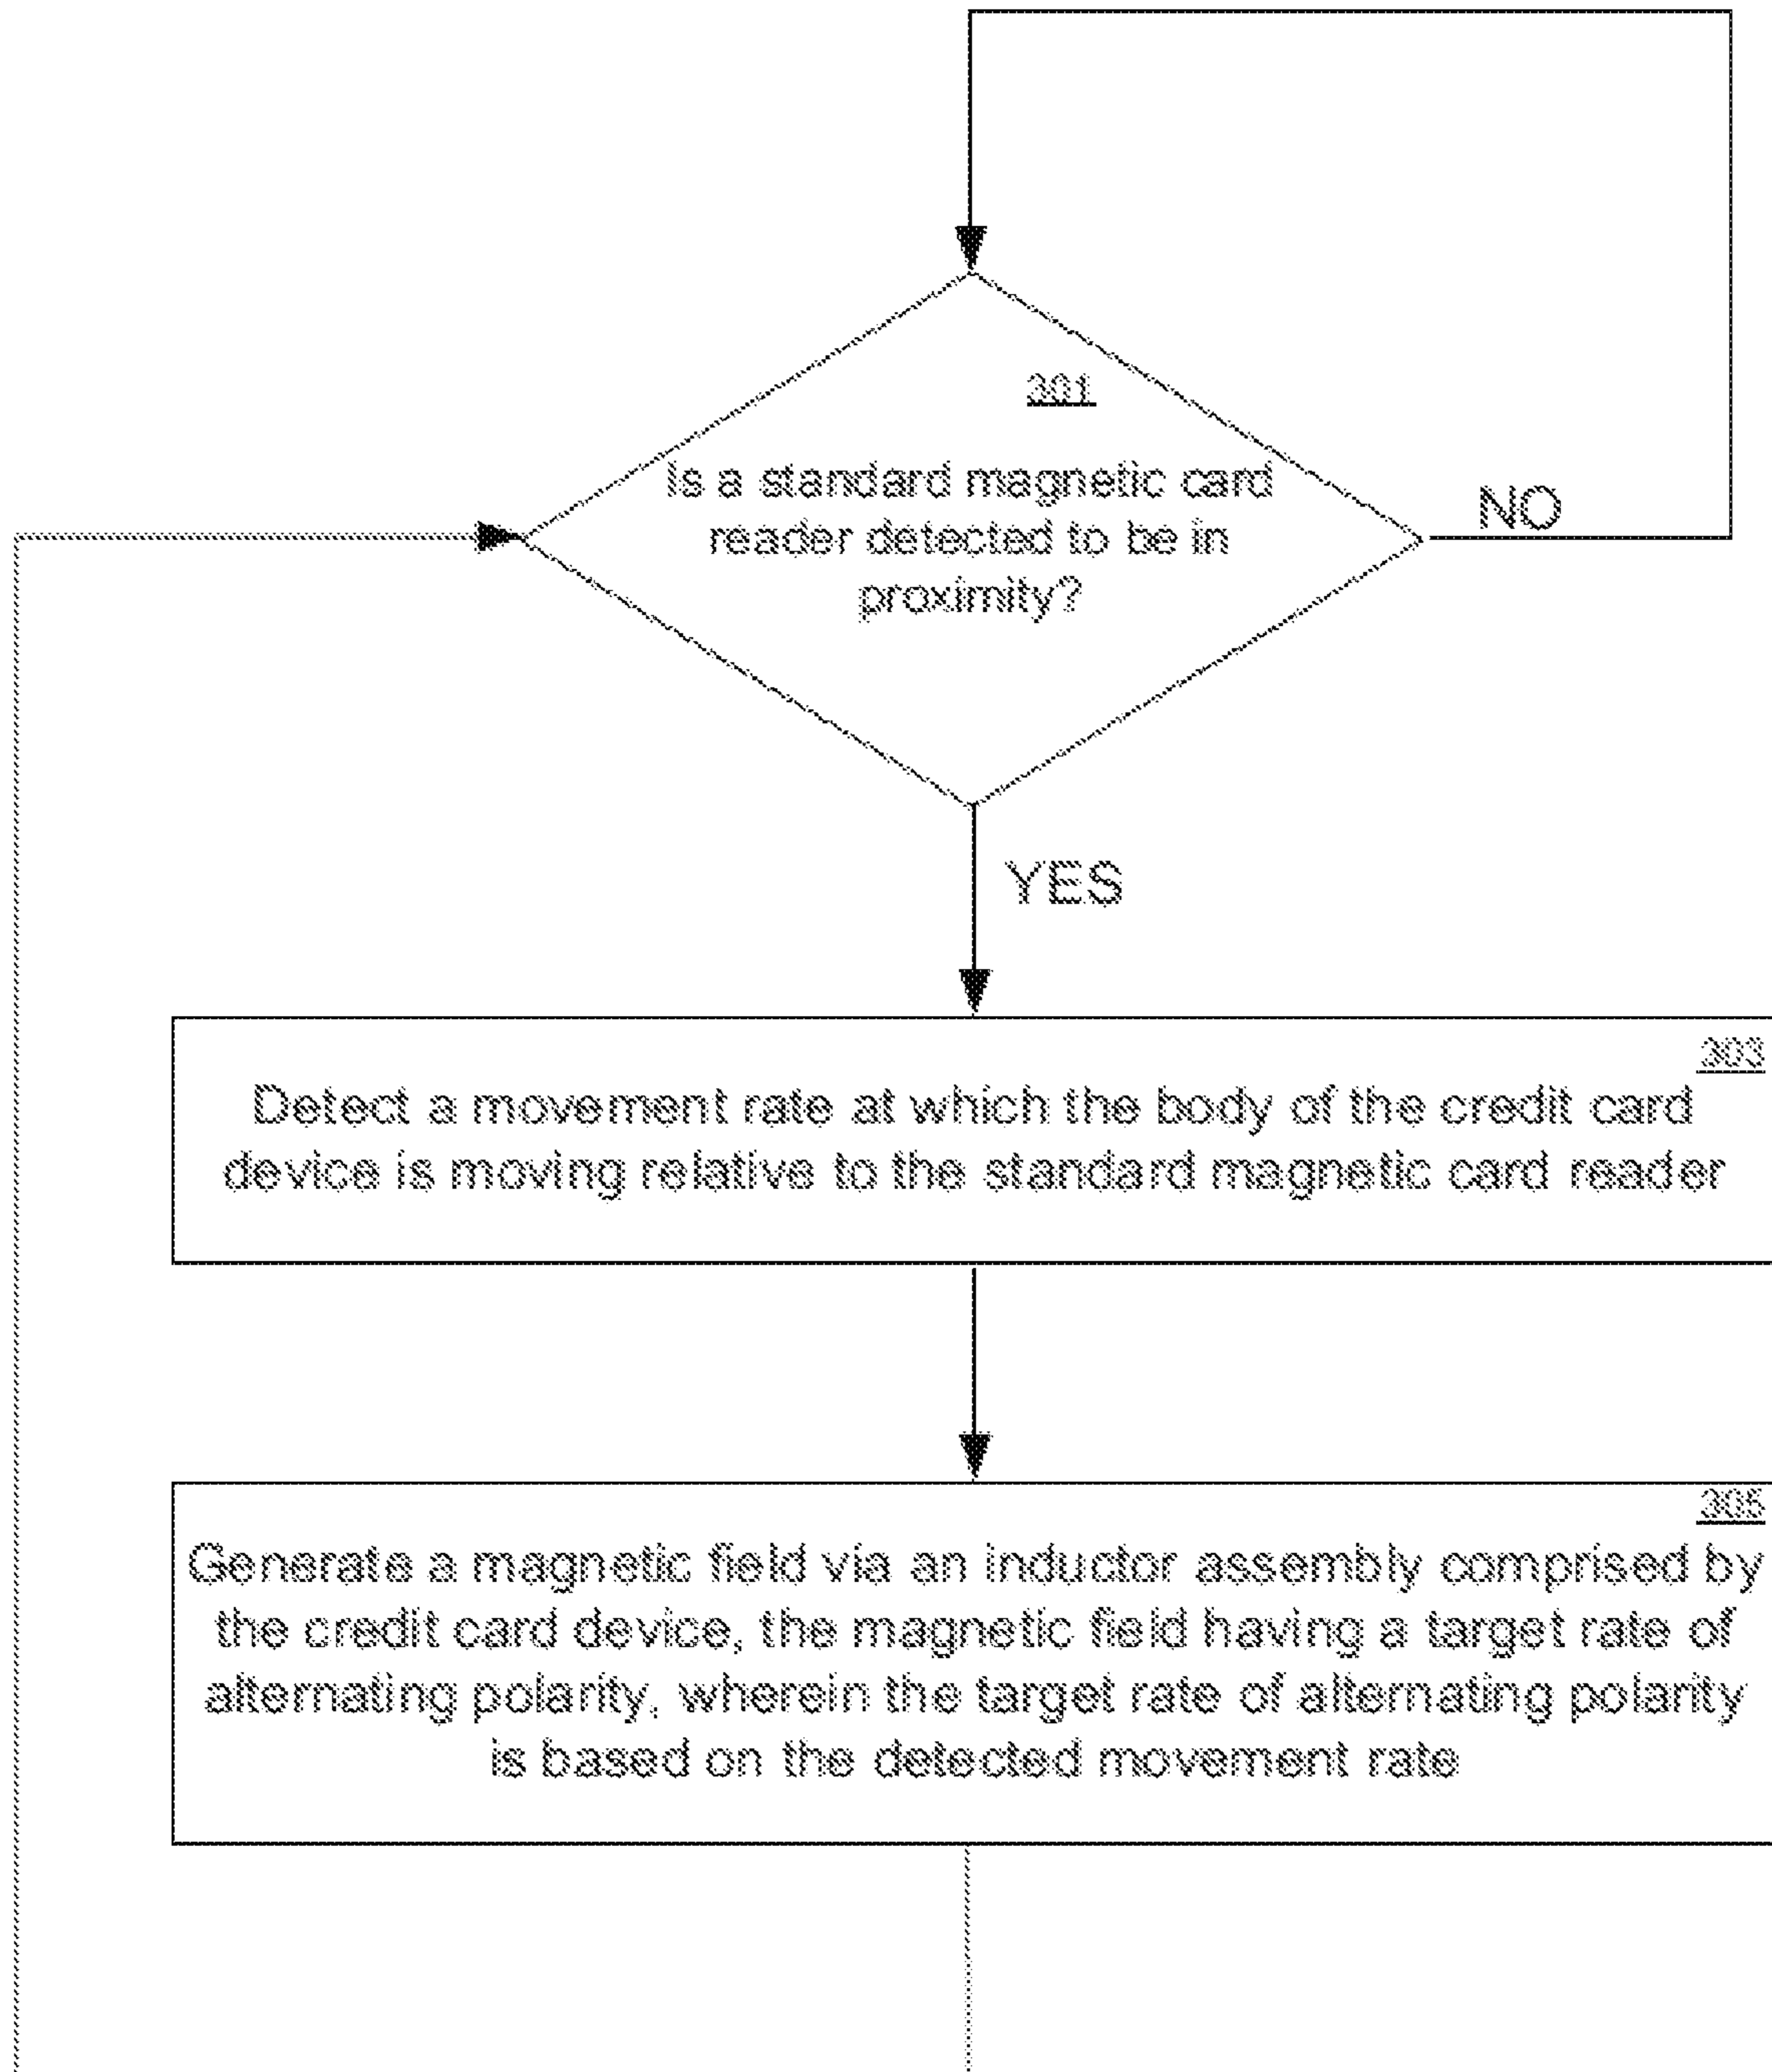 301
Is a standard magnetic card
reader detected to be in
proximity?
NO
YES
303
Detect a movement rate at which the body of the credit card
device is moving relative to the standard magnetic card reader
305
Generate a magnetic field via an inductor assembly comprised by
the credit card device, the magnetic field having a target rate of
alternating polarity, wherein the target rate of alternating polarity
is based on the detected movement rate